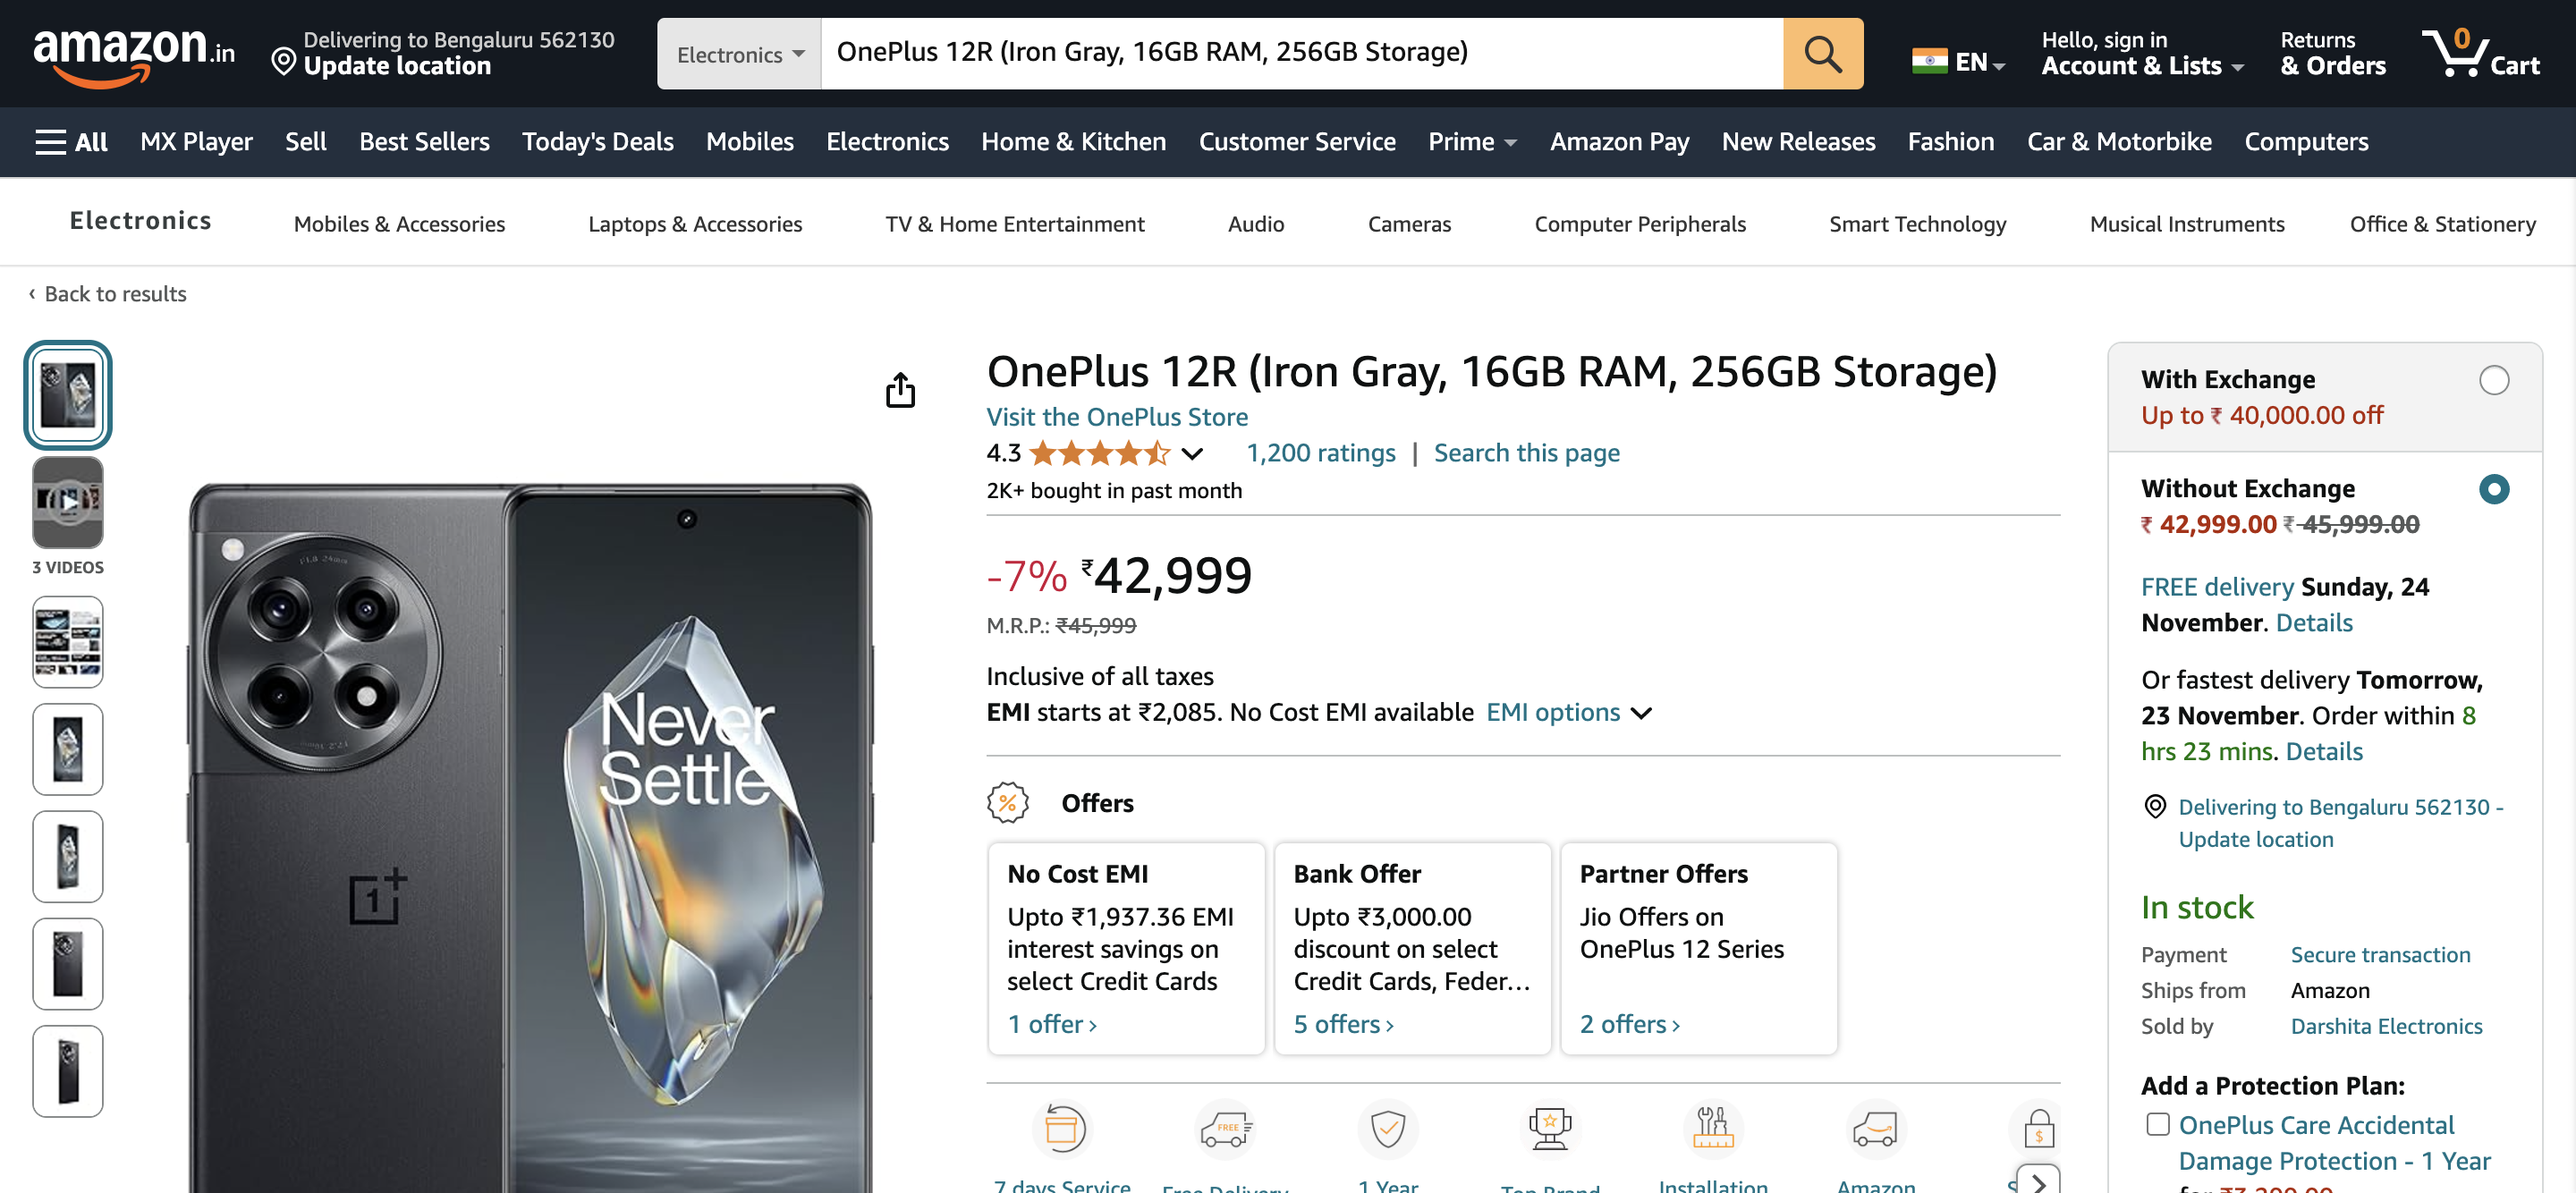 amazon.in
Delivering to Bengaluru 562130
Update location
Electronics
OnePlus 12R (Iron Gray, 16GB RAM, 256GB Storage)
EN
Hello, sign in
Account & Lists
Returns
& Orders
0
Cart
All
MX Player
Sell
Best Sellers
Today's Deals
Mobiles
Electronics
Home & Kitchen
Customer Service
Prime
Amazon Pay
New Releases
Fashion
Car & Motorbike
Computers
Electronics
Mobiles & Accessories
Laptops & Accessories
TV & Home Entertainment
Audio
Cameras
Computer Peripherals
Smart Technology
Musical Instruments
Office & Stationery
‹ Back to results
3 VIDEOS
Never
Settle
1+
OnePlus 12R (Iron Gray, 16GB RAM, 256GB Storage)
Visit the OnePlus Store
4.3
1,200 ratings | Search this page
2K+ bought in past month
-7% ₹42,999
M.R.P.: ₹45,999
Inclusive of all taxes
EMI starts at ₹2,085. No Cost EMI available EMI options
Offers
No Cost EMI
Upto ₹1,937.36 EMI
interest savings on
select Credit Cards
1 offer ›
Bank Offer
Upto ₹3,000.00
discount on select
Credit Cards, Feder…
5 offers ›
Partner Offers
Jio Offers on
OnePlus 12 Series
2 offers ›
FREE
7 days Service
Free Delivery
1 Year
Top Brand
Installation
Amazon
With Exchange
Up to ₹ 40,000.00 off
Without Exchange
₹ 42,999.00 ₹ 45,999.00
FREE delivery Sunday, 24
November. Details
Or fastest delivery Tomorrow,
23 November. Order within 8
hrs 23 mins. Details
Delivering to Bengaluru 562130 -
Update location
In stock
Payment Secure transaction
Ships from Amazon
Sold by Darshita Electronics
Add a Protection Plan:
OnePlus Care Accidental
Damage Protection - 1 Year